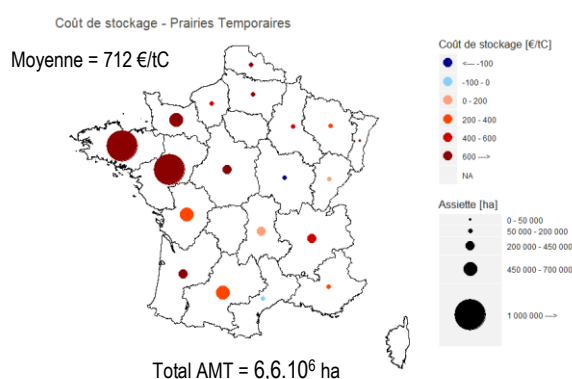 Coût de stockage - Prairies Temporaires
Moyenne = 712 €/tC
Coût de stockage [€/tC]
<---100
-100 - 0
0 - 200
200 - 400
400 - 600
600 --->
NA
Assiette [ha]
0 - 50 000
50 000 - 200 000
200 000 - 450 000
450 000 - 700 000
1 000 000 --->
Total AMT = 6,6.10⁶ ha